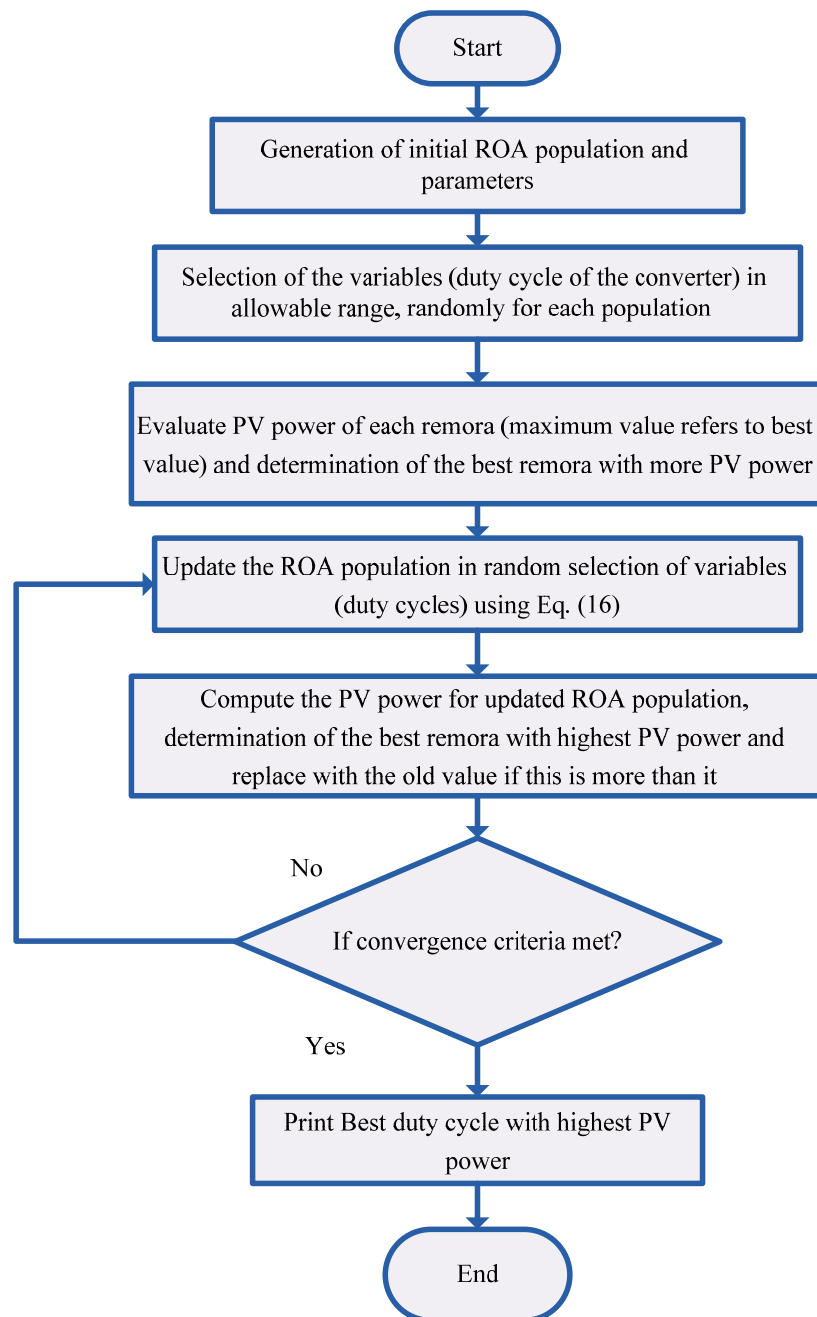 Start
Generation of initial ROA population and
parameters
Selection of the variables (duty cycle of the converter) in
allowable range, randomly for each population
Evaluate PV power of each remora (maximum value refers to best
value) and determination of the best remora with more PV power
Update the ROA population in random selection of variables
(duty cycles) using Eq. (16)
Compute the PV power for updated ROA population,
determination of the best remora with highest PV power and
replace with the old value if this is more than it
No
If convergence criteria met?
Yes
Print Best duty cycle with highest PV
power
End